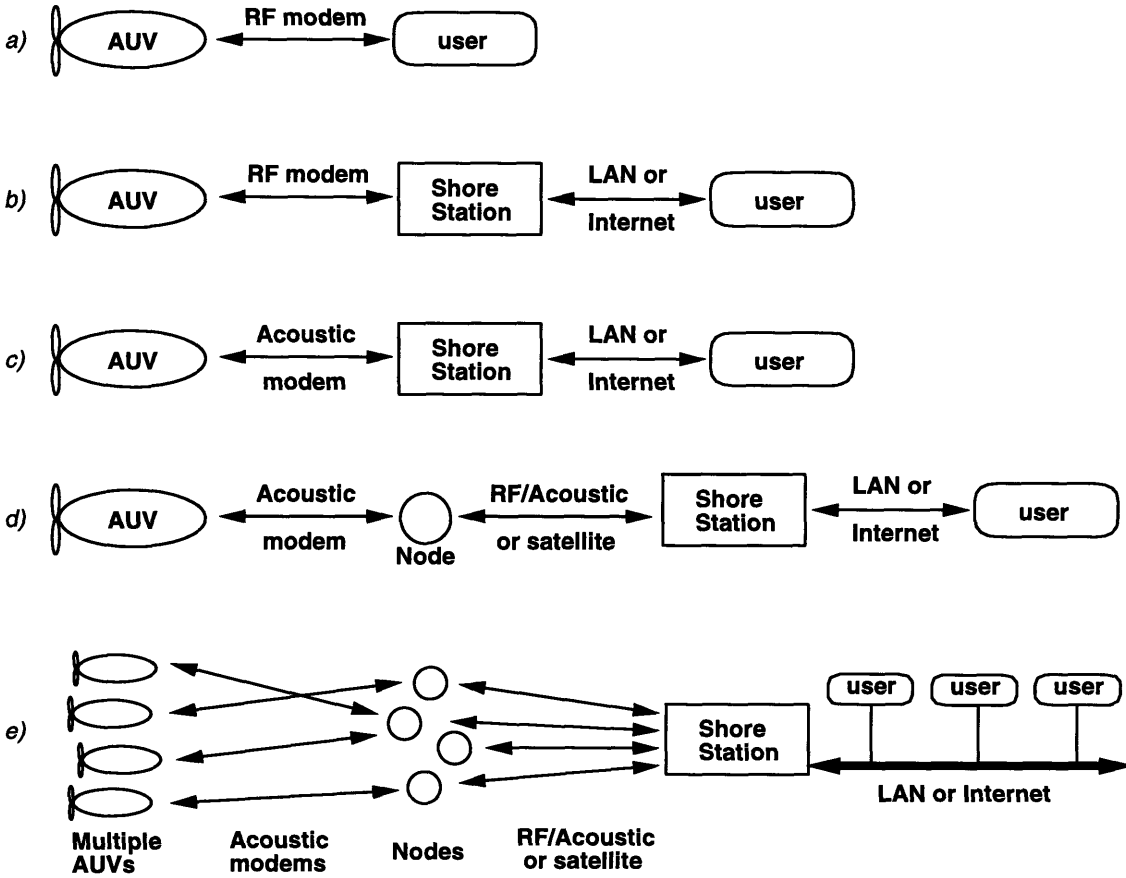 a)
AUV
RF modem
user
b)
AUV
RF modem
Shore
Station
LAN or
Internet
user
c)
AUV
Acoustic
modem
Shore
Station
LAN or
Internet
user
d)
AUV
Acoustic
modem
Node
RF/Acoustic
or satellite
Shore
Station
LAN or
Internet
user
e)
Shore
Station
user
user
user
LAN or Internet
Multiple
AUVs
Acoustic
modems
Nodes
RF/Acoustic
or satellite